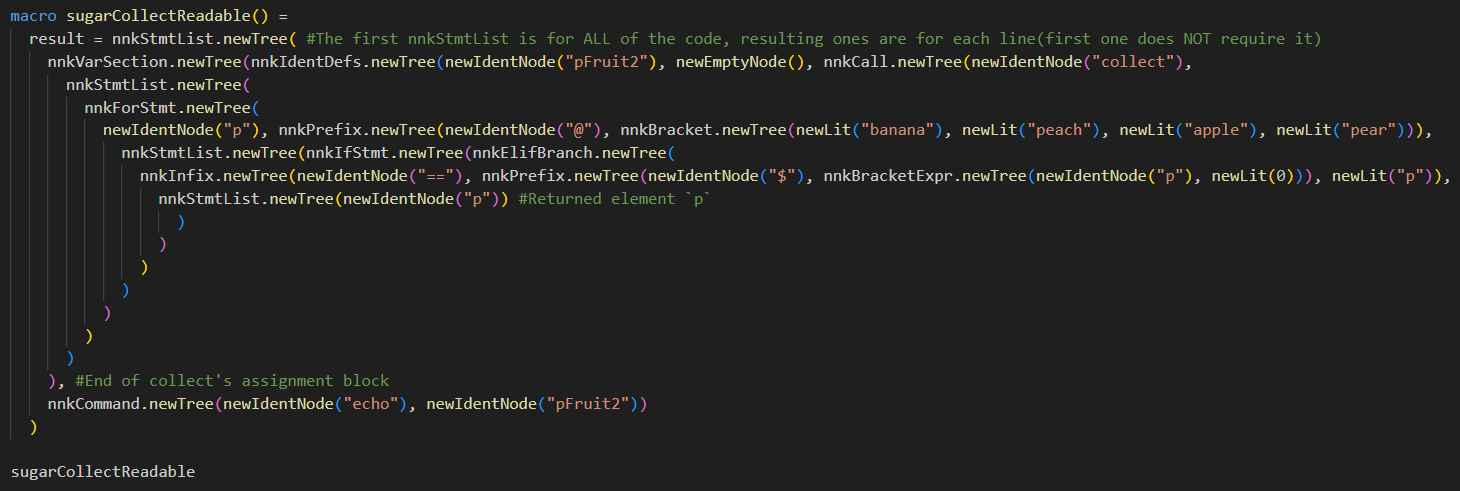 macro sugarCollectReadable() =
  result = nnkStmtList.newTree( #The first nnkStmtList is for ALL of the code, resulting ones are for each line(first one does NOT require it)
    nnkVarSection.newTree(nnkIdentDefs.newTree(newIdentNode("pFruit2"), newEmptyNode(), nnkCall.newTree(newIdentNode("collect"),
      nnkStmtList.newTree(
        nnkForStmt.newTree(
          newIdentNode("p"), nnkPrefix.newTree(newIdentNode("@"), nnkBracket.newTree(newLit("banana"), newLit("peach"), newLit("apple"), newLit("pear"))),
            nnkStmtList.newTree(nnkIfStmt.newTree(nnkElifBranch.newTree(
              nnkInfix.newTree(newIdentNode("=="), nnkPrefix.newTree(newIdentNode("$"), nnkBracketExpr.newTree(newIdentNode("p"), newLit(0))), newLit("p")),
                nnkStmtList.newTree(newIdentNode("p")) #Returned element `p`
                  )
                )
              )
            )
          )
        )
      )
    ), #End of collect's assignment block
    nnkCommand.newTree(newIdentNode("echo"), newIdentNode("pFruit2"))
  )
sugarCollectReadable